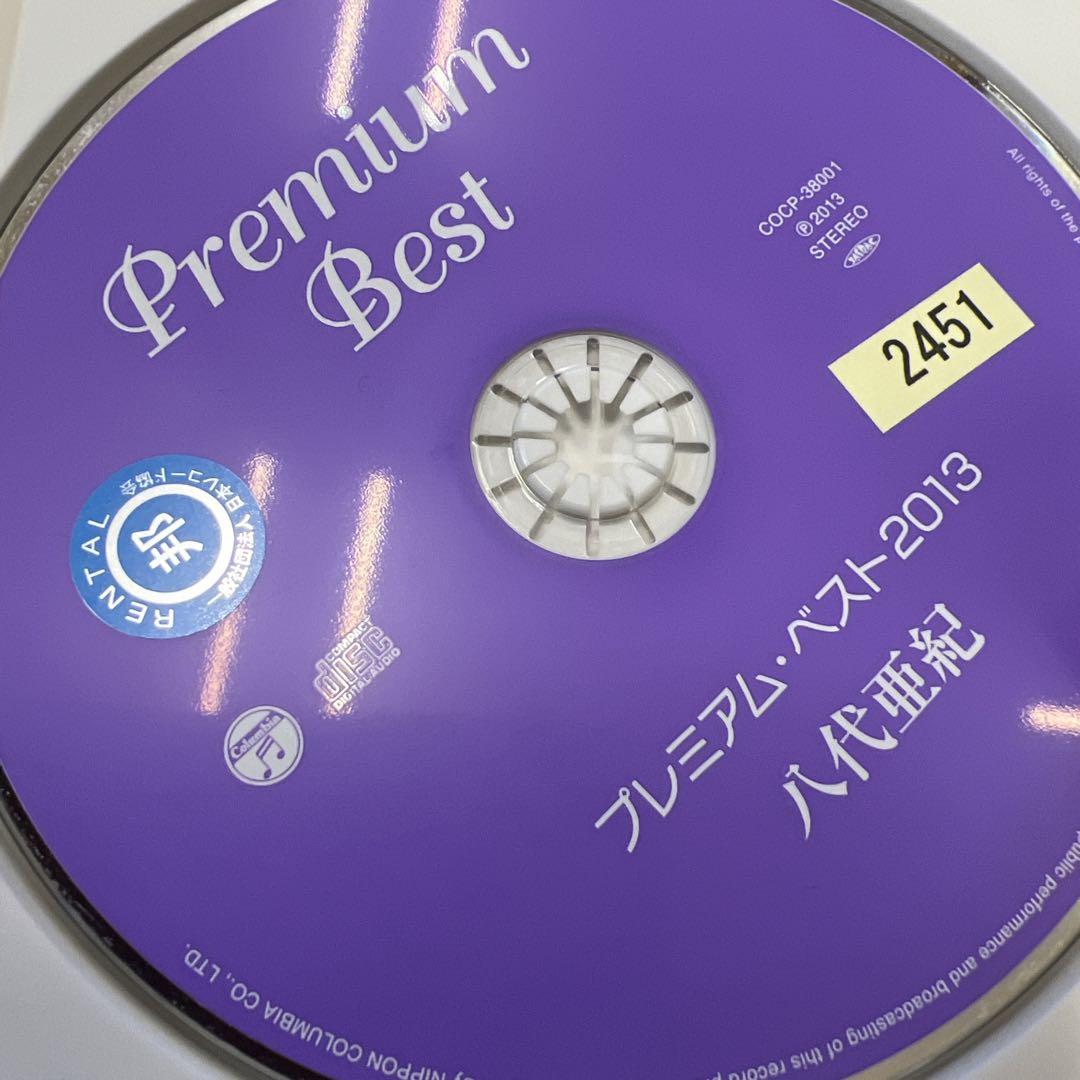 Premium
Best
COCP-38001
Ⓟ2013
STEREO
All rights of the
2451
プレミアム・ベスト2013
八代亜紀
RENTAL
邦
一般社団法人 日本レコード協会
COMPACT
disc
DIGITAL AUDIO
Columbia
NIPPON COLUMBIA CO., LTD.
public performance and broadcasting of this record